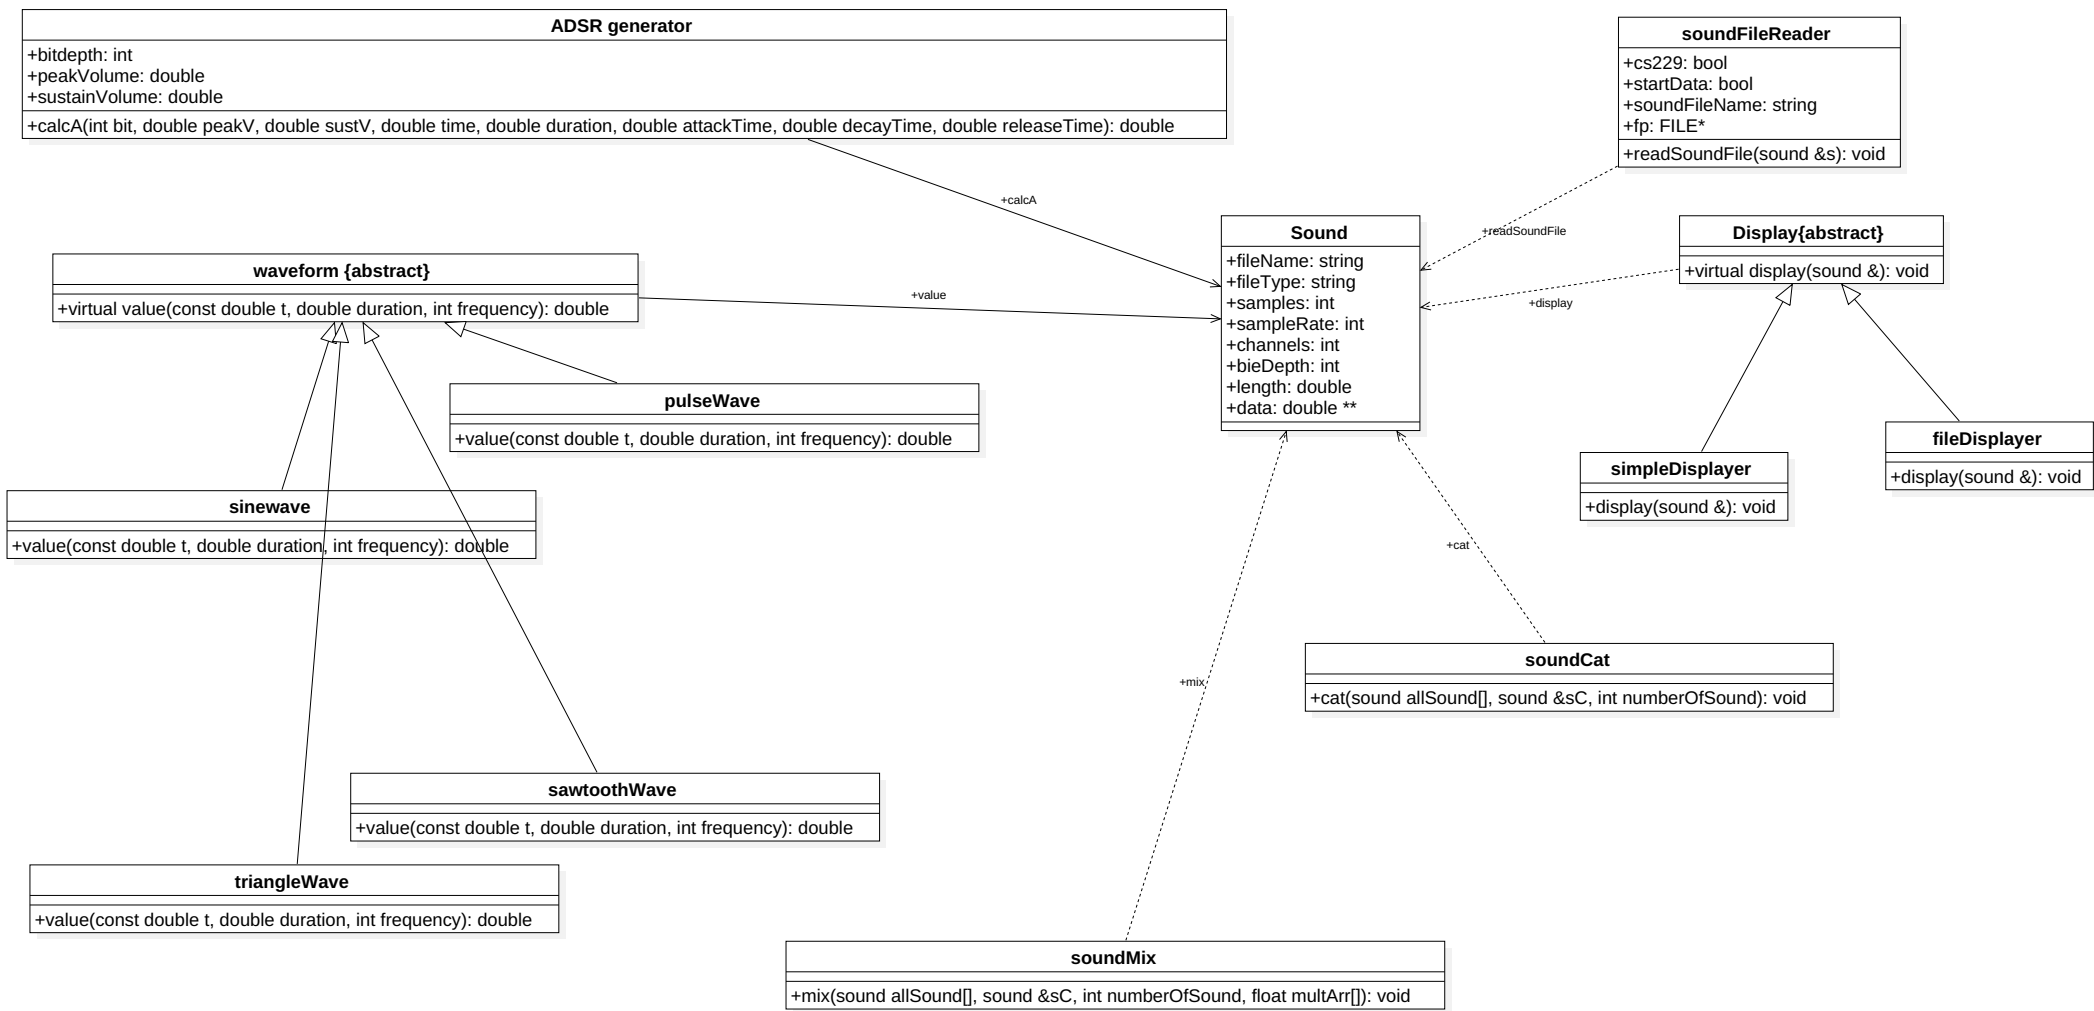 ADSR generator
+bitdepth: int
+peakVolume: double
+sustainVolume: double
+calcA(int bit, double peakV, double sustV, double time, double duration, double attackTime, double decayTime, double releaseTime): double
soundFileReader
+cs229: bool
+startData: bool
+soundFileName: string
+fp: FILE*
+readSoundFile(sound &s): void
+calcA
+readSoundFile
Sound
+fileName: string
+fileType: string
+samples: int
+sampleRate: int
+channels: int
+bieDepth: int
+length: double
+data: double **
Display{abstract}
+virtual display(sound &): void
+display
waveform {abstract}
+virtual value(const double t, double duration, int frequency): double
+value
pulseWave
+value(const double t, double duration, int frequency): double
simpleDisplayer
+display(sound &): void
fileDisplayer
+display(sound &): void
sinewave
+value(const double t, double duration, int frequency): double
+cat
soundCat
+cat(sound allSound[], sound &sC, int numberOfSound): void
+mix
sawtoothWave
+value(const double t, double duration, int frequency): double
triangleWave
+value(const double t, double duration, int frequency): double
soundMix
+mix(sound allSound[], sound &sC, int numberOfSound, float multArr[]): void